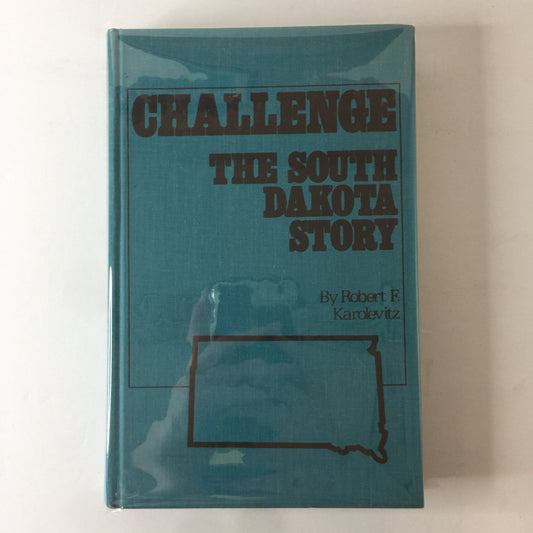 CHALLENGE
THE SOUTH
DAKOTA
STORY
By Robert F.
Karolevitz